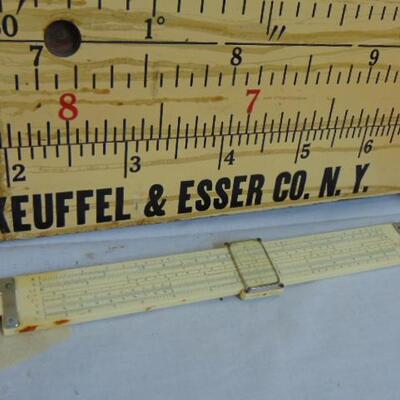 0 1° "
7 8 9
8 7
2 3 4 5 6
KEUFFEL & ESSER CO. N. Y.